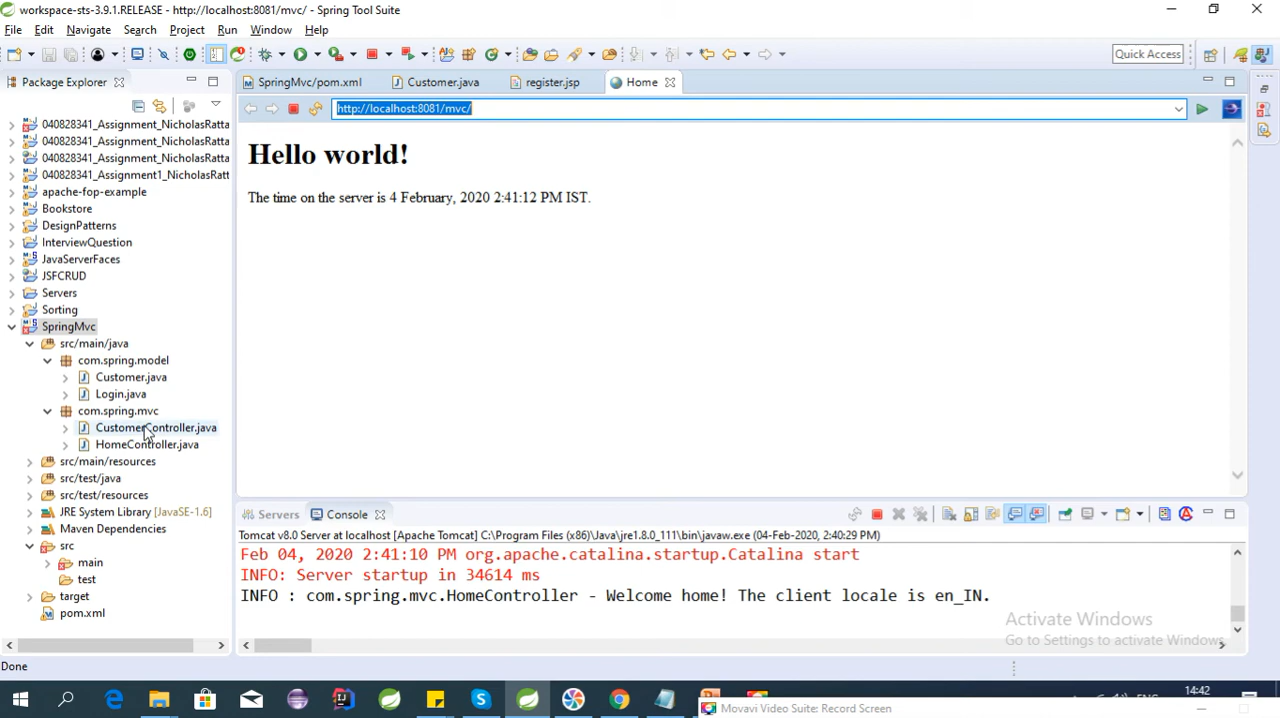 workspace-sts-3.9.1.RELEASE - http://localhost:8081/mvc/ - Spring Tool Suite
File Edit Navigate Search Project Run Window Help
Quick Access
Package Explorer
SpringMvc/pom.xml Customer.java register.jsp Home
http://localhost:8081/mvc/
040828341_Assignment_NicholasRatta
040828341_Assignment_NicholasRatta
040828341_Assignment_NicholasRatta
040828341_Assignment1_NicholasRatta
apache-fop-example
Bookstore
DesignPatterns
InterviewQuestion
JavaServerFaces
JSFCRUD
Servers
Sorting
SpringMvc
src/main/java
com.spring.model
Customer.java
Login.java
com.spring.mvc
CustomerController.java
HomeController.java
src/main/resources
src/test/java
src/test/resources
JRE System Library [JavaSE-1.6]
Maven Dependencies
src
main
test
target
pom.xml
Hello world!
The time on the server is 4 February, 2020 2:41:12 PM IST.
Servers Console
Tomcat v8.0 Server at localhost [Apache Tomcat] C:\Program Files (x86)\Java\jre1.8.0_111\bin\javaw.exe (04-Feb-2020, 2:40:29 PM)
Feb 04, 2020 2:41:10 PM org.apache.catalina.startup.Catalina start
INFO: Server startup in 34614 ms
INFO : com.spring.mvc.HomeController - Welcome home! The client locale is en_IN.
Activate Windows
Go to Settings to activate Windows.
Done
14:42
Movavi Video Suite: Record Screen